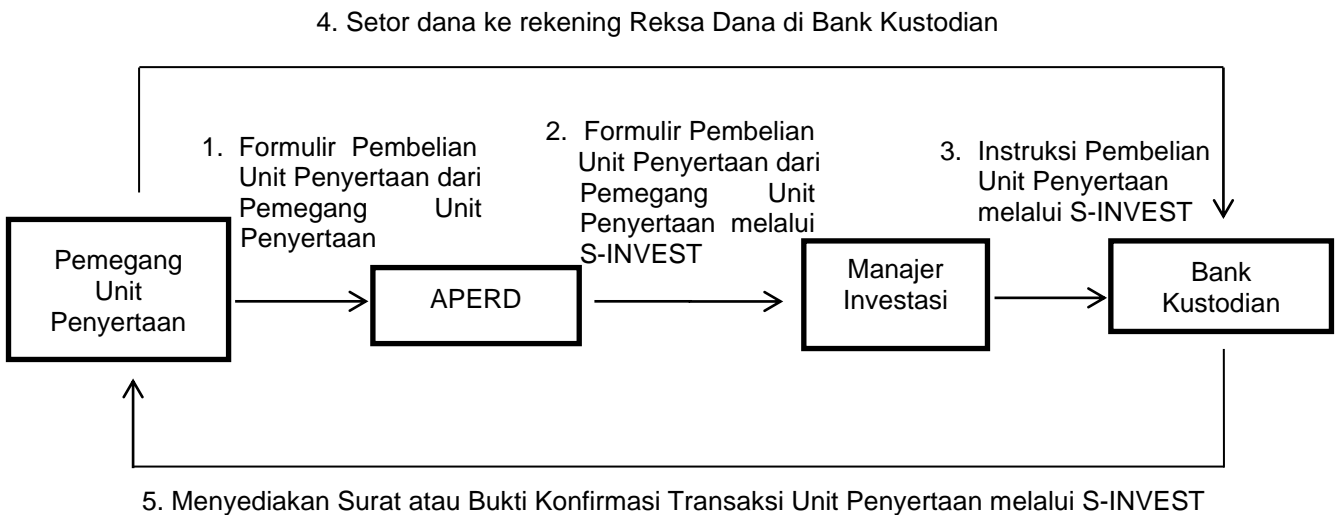 4. Setor dana ke rekening Reksa Dana di Bank Kustodian
1. Formulir Pembelian
Unit Penyertaan dari
Pemegang Unit
Penyertaan
2. Formulir Pembelian
Unit Penyertaan dari
Pemegang Unit
Penyertaan melalui
S-INVEST
3. Instruksi Pembelian
Unit Penyertaan
melalui S-INVEST
Pemegang
Unit
Penyertaan
APERD
Manajer
Investasi
Bank
Kustodian
5. Menyediakan Surat atau Bukti Konfirmasi Transaksi Unit Penyertaan melalui S-INVEST